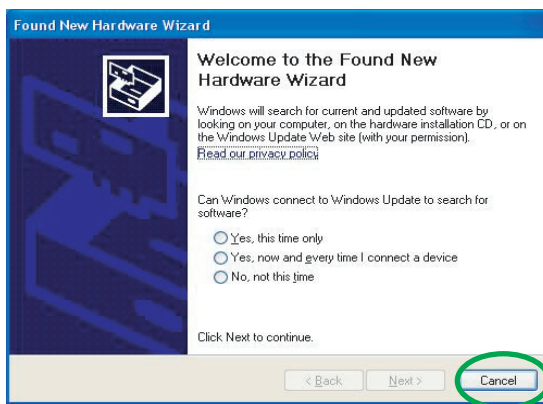 Found New Hardware Wizard
Welcome to the Found New
Hardware Wizard
Windows will search for current and updated software by
looking on your computer, on the hardware installation CD, or on
the Windows Update Web site (with your permission).
Read our privacy policy
Can Windows connect to Windows Update to search for
software?
Yes, this time only
Yes, now and every time I connect a device
No, not this time
Click Next to continue.
< Back Next > Cancel